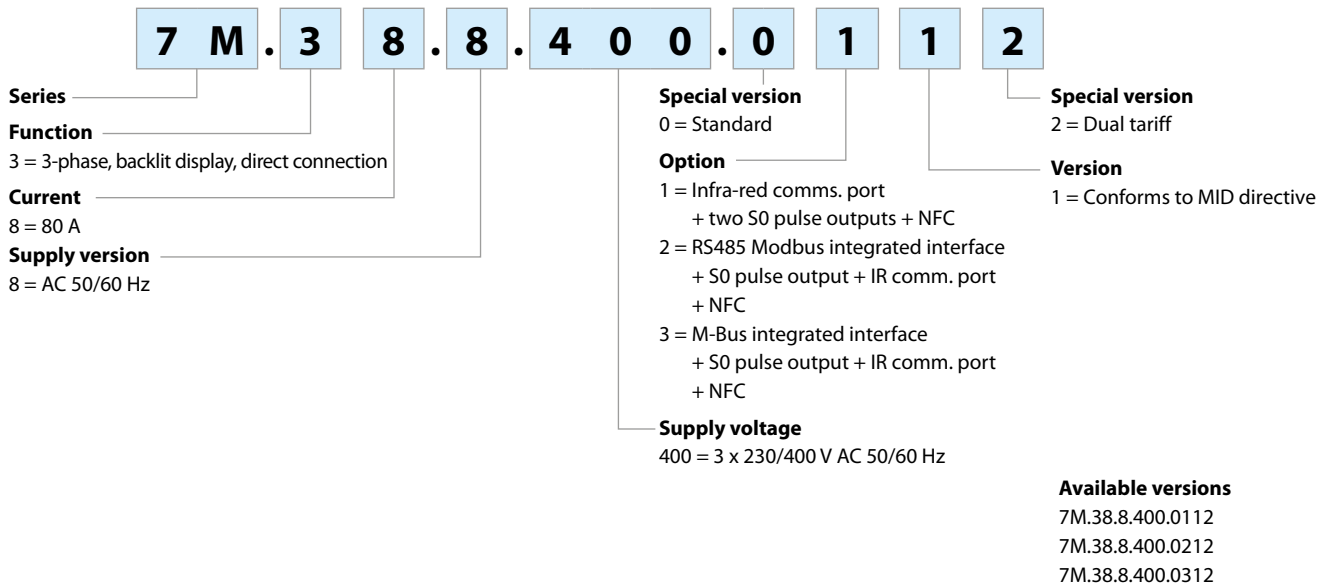 7 M . 3 8 . 8 . 4 0 0 . 0 1 1 2
Series
Function
3 = 3-phase, backlit display, direct connection
Current
8 = 80 A
Supply version
8 = AC 50/60 Hz
Special version
0 = Standard
Option
1 = Infra-red comms. port
+ two S0 pulse outputs + NFC
2 = RS485 Modbus integrated interface
+ S0 pulse output + IR comm. port
+ NFC
3 = M-Bus integrated interface
+ S0 pulse output + IR comm. port
+ NFC
Supply voltage
400 = 3 x 230/400 V AC 50/60 Hz
Special version
2 = Dual tariff
Version
1 = Conforms to MID directive
Available versions
7M.38.8.400.0112
7M.38.8.400.0212
7M.38.8.400.0312